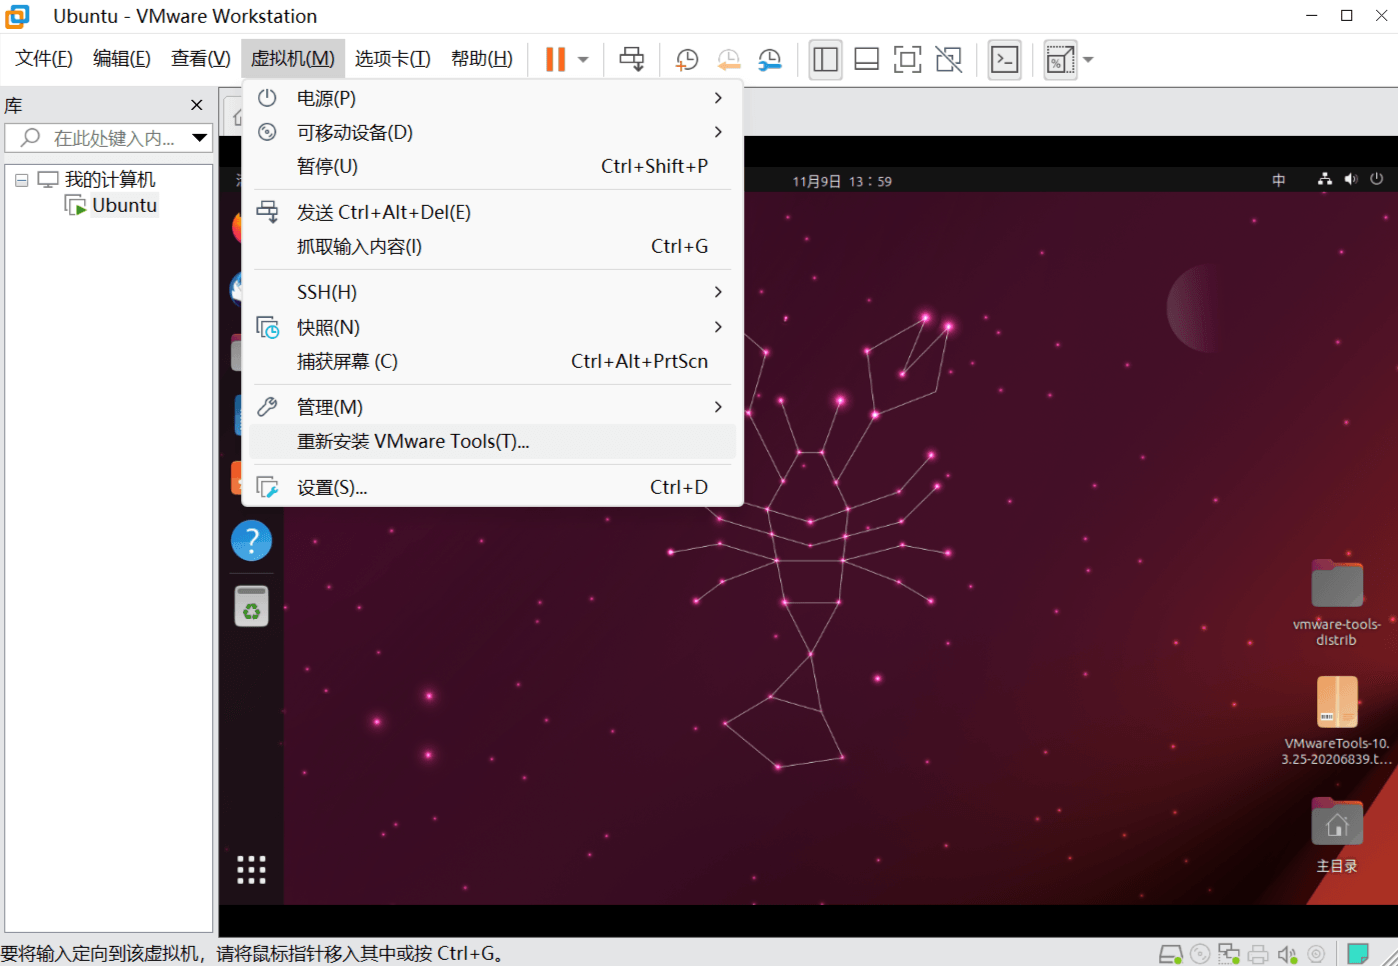 Ubuntu - VMware Workstation
文件(F) 编辑(E) 查看(V) 虚拟机(M) 选项卡(T) 帮助(H)
库
在此处键入内...
我的计算机
Ubuntu
电源(P)
可移动设备(D)
暂停(U) Ctrl+Shift+P
发送 Ctrl+Alt+Del(E)
抓取输入内容(I) Ctrl+G
SSH(H)
快照(N)
捕获屏幕 (C) Ctrl+Alt+PrtScn
管理(M)
重新安装 VMware Tools(T)...
设置(S)... Ctrl+D
11月9日 13：59
中
vmware-tools-
distrib
VMwareTools-10.
3.25-20206839.t...
主目录
要将输入定向到该虚拟机，请将鼠标指针移入其中或按 Ctrl+G。